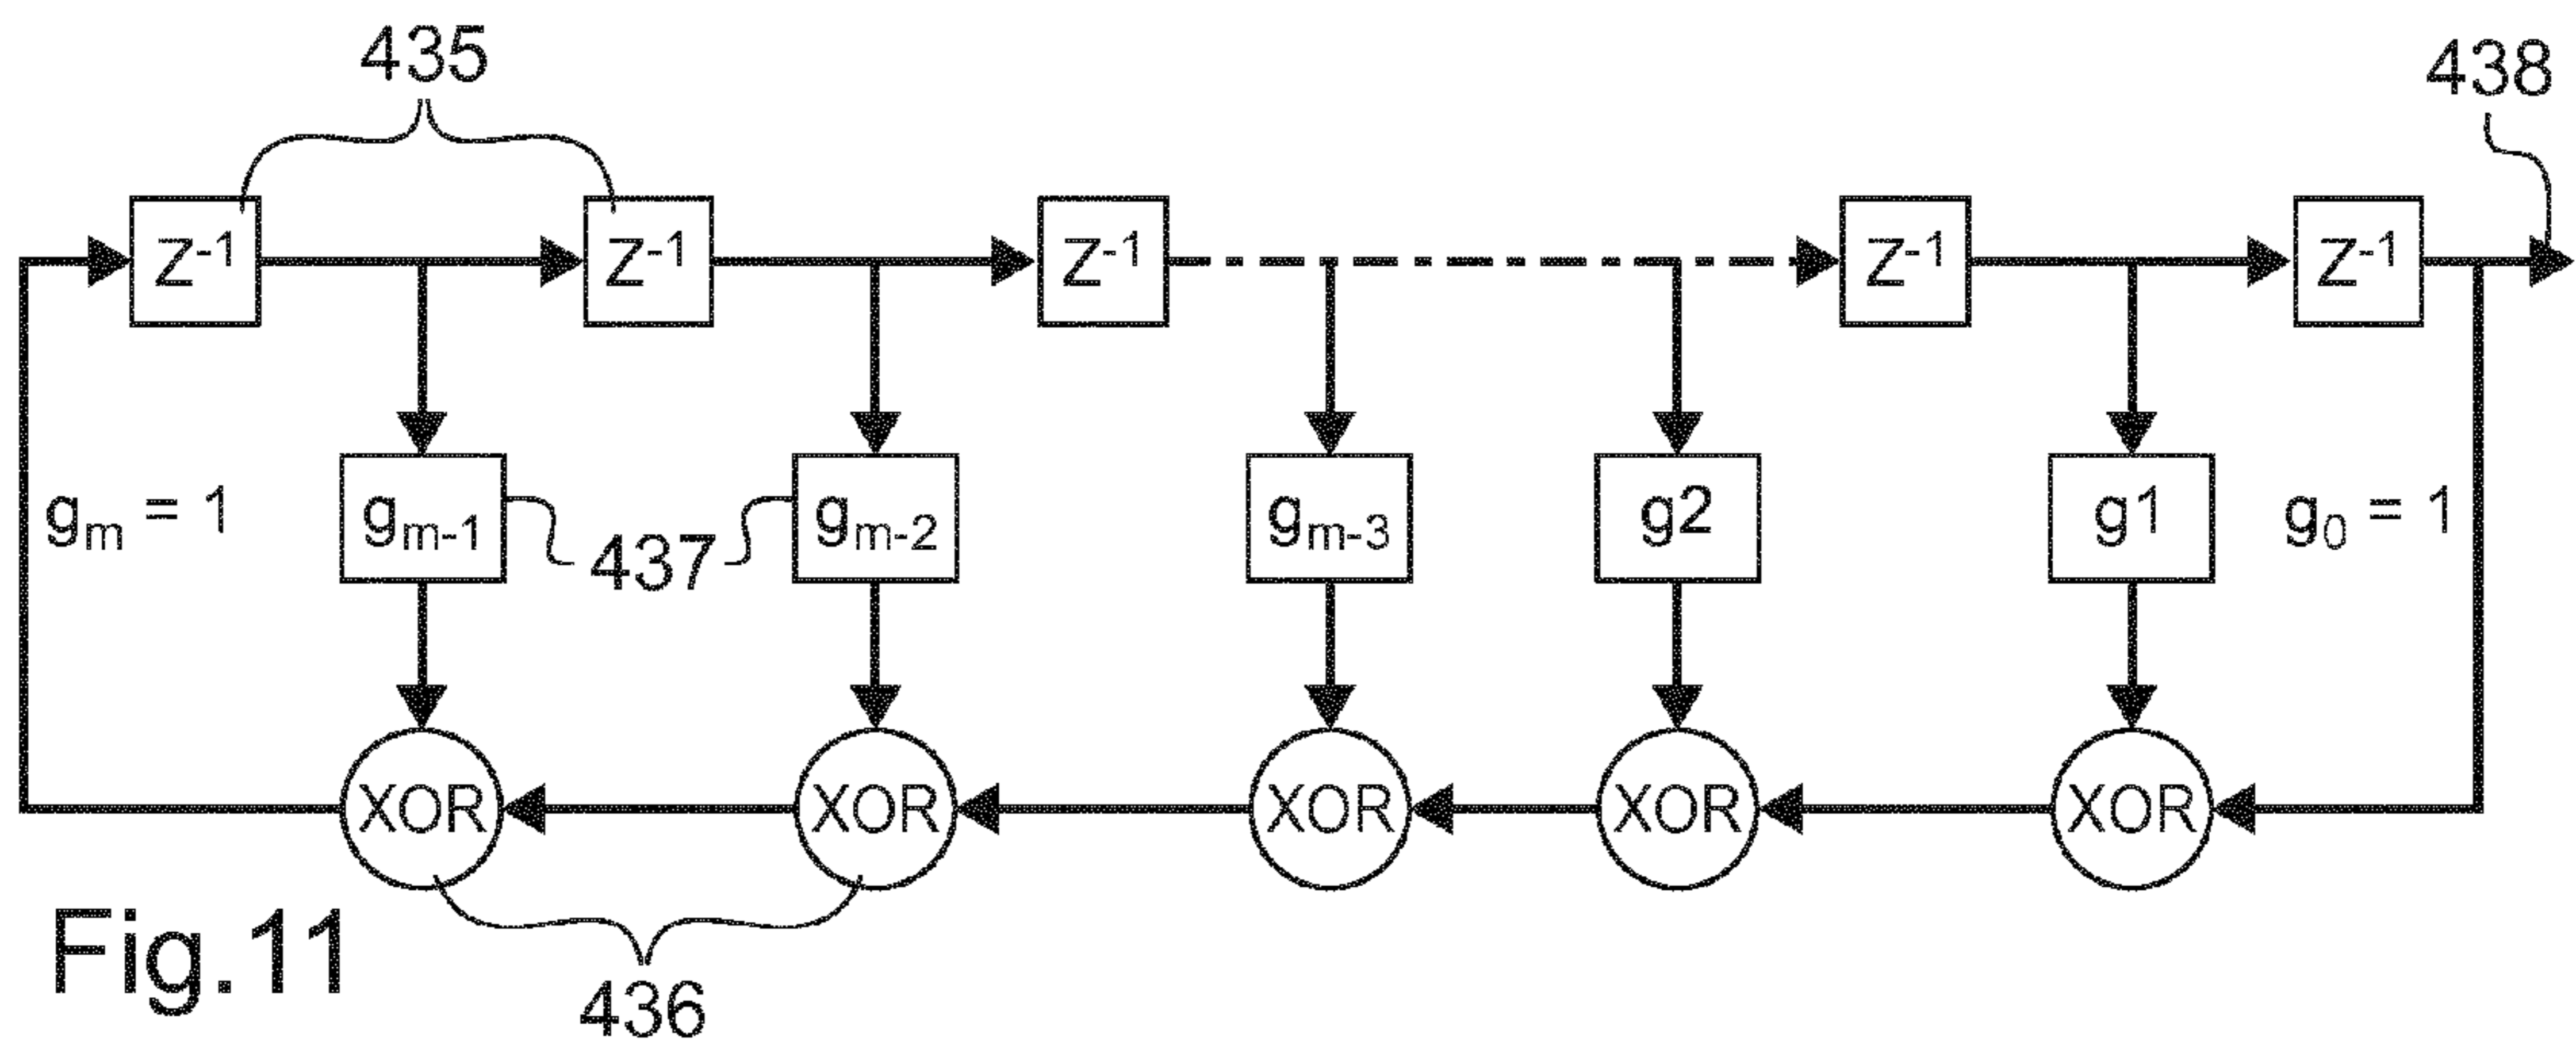 435
438
Z-1 Z-1 Z-1 Z-1 Z-1
gm = 1 gm-1 437 gm-2 gm-3 g2 g1 g0 = 1
XOR XOR XOR XOR XOR
Fig.11
436